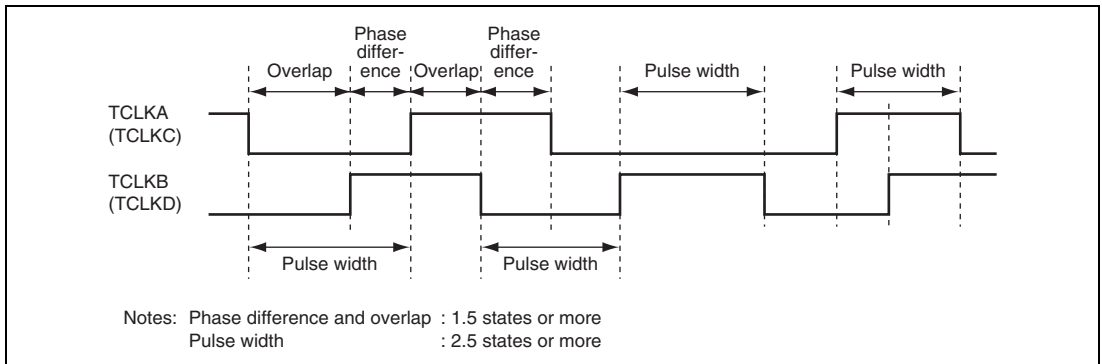 Phase
differ-
ence
Phase
differ-
ence
Overlap
Overlap
Pulse width
Pulse width
TCLKA
(TCLKC)
TCLKB
(TCLKD)
Pulse width
Pulse width
Notes: Phase difference and overlap : 1.5 states or more
Pulse width : 2.5 states or more